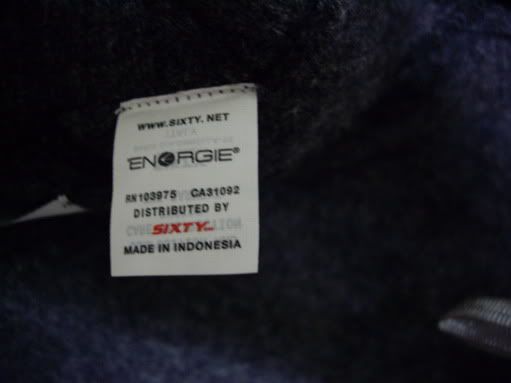 www.SIXTY.NET
ENERGIE®
RN103975 CA31092
DISTRIBUTED BY
SIXTY
MADE IN INDONESIA